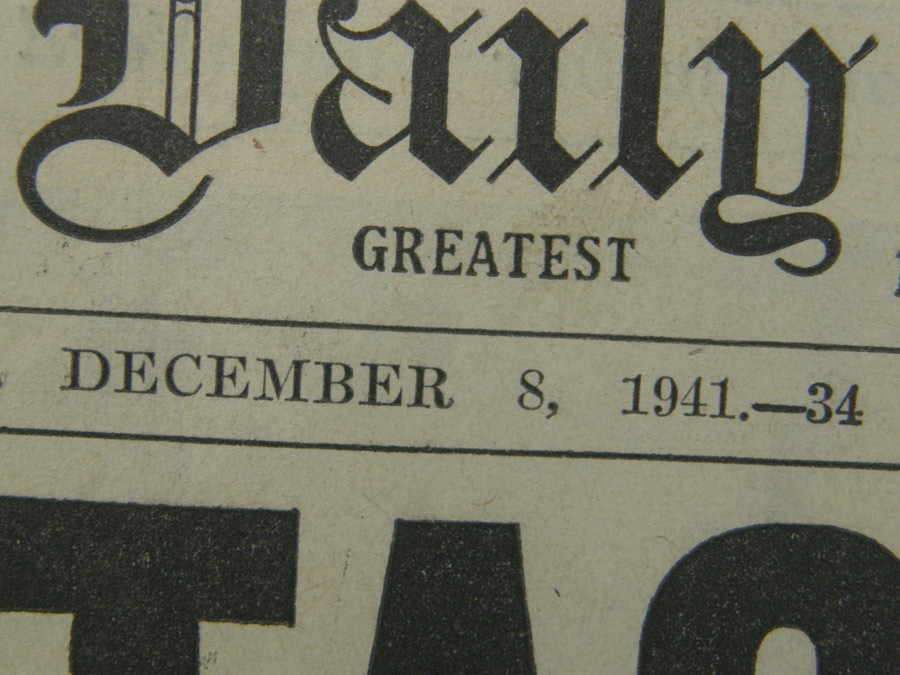 Daily
GREATEST
DECEMBER 8, 1941.—34